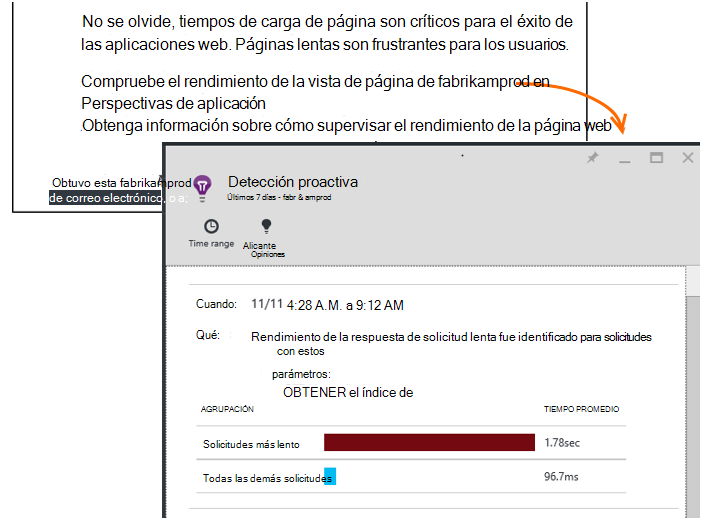 No se olvide, tiempos de carga de página son críticos para el éxito de
las aplicaciones web. Páginas lentas son frustrantes para los usuarios.
Compruebe el rendimiento de la vista de página de fabrikamprod en
Perspectivas de aplicación
.Obtenga información sobre cómo supervisar el rendimiento de la página web
Obtuvo esta fabrikamprod
de correo electrónico, o a:
Detección proactiva
Últimos 7 días - fabr & amprod
Time range
Alicante
Opiniones
Cuando: 11/11 4:28 A.M. a 9:12 AM
Qué: Rendimiento de la respuesta de solicitud lenta fue identificado para solicitudes
con estos
parámetros:
OBTENER el índice de
AGRUPACIÓN TIEMPO PROMEDIO
Solicitudes más lento 1.78sec
Todas las demás solicitudes 96.7ms